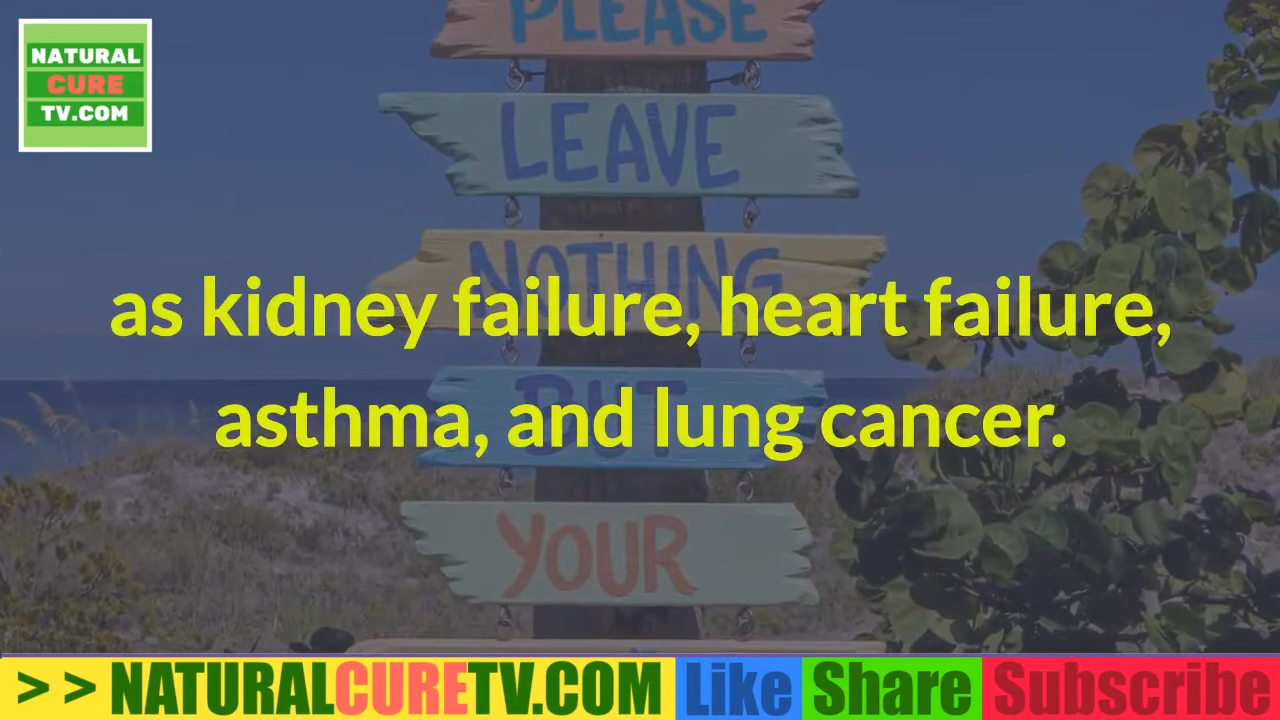 NATURAL
CURE
TV.COM
PLEASE
LEAVE
NOTHING
as kidney failure, heart failure,
BUT
asthma, and lung cancer.
YOUR
> > NATURALCURETV.COM Like Share Subscribe